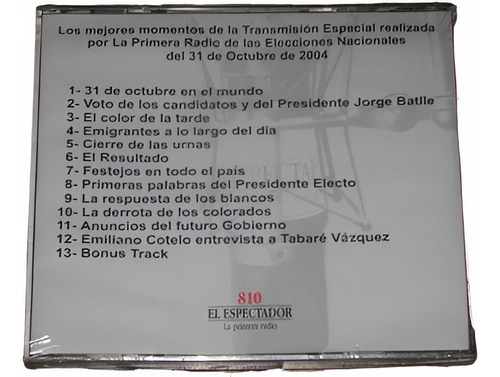 Los mejores momentos de la Transmisión Especial realizada
por La Primera Radio de las Elecciones Nacionales
del 31 de Octubre de 2004
1- 31 de octubre en el mundo
2- Voto de los candidatos y del Presidente Jorge Batlle
3- El color de la tarde
4- Emigrantes a lo largo del día
5- Cierre de las urnas
6- El Resultado
7- Festejos en todo el país
8- Primeras palabras del Presidente Electo
9- La respuesta de los blancos
10- La derrota de los colorados
11- Anuncios del futuro Gobierno
12- Emiliano Cotelo entrevista a Tabaré Vázquez
13- Bonus Track
810
EL ESPECTADOR
La primera radio